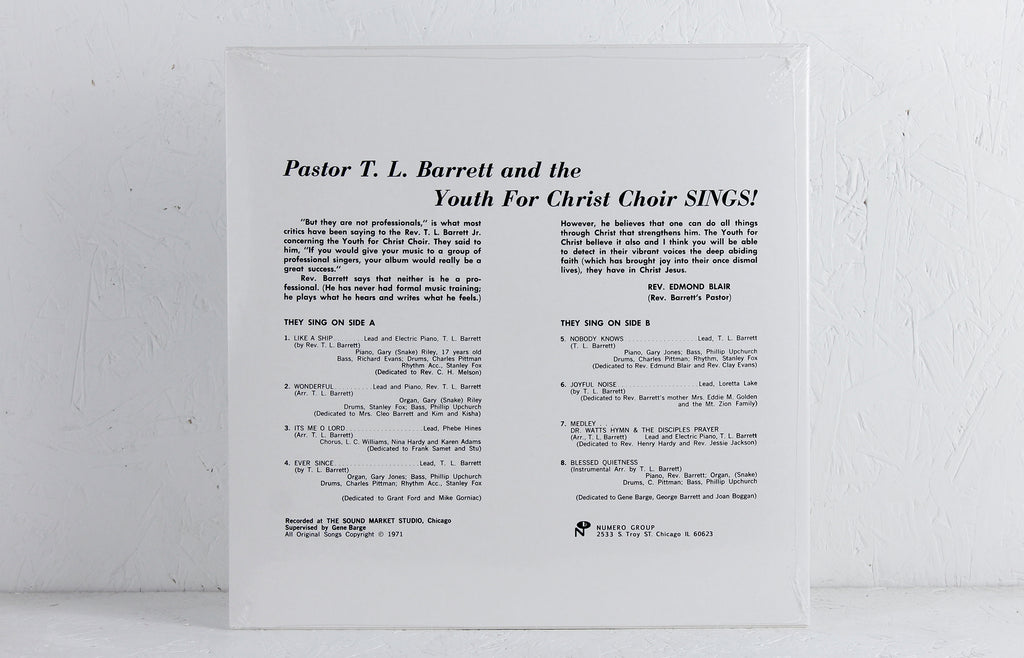 Pastor T. L. Barrett and the
Youth For Christ Choir SINGS!
"But they are not professionals," is what most
critics have been saying to the Rev. T. L. Barrett Jr.
concerning the Youth for Christ Choir. They said to
him, "If you would give your music to a group of
professional singers, your album would really be a
great success."
Rev. Barrett says that neither is he a pro-
fessional. (He has never had formal music training;
he plays what he hears and writes what he feels.)
However, he believes that one can do all things
through Christ that strengthens him. The Youth for
Christ believe it also and I think you will be able
to detect in their vibrant voices the deep abiding
faith (which has brought joy into their once dismal
lives), they have in Christ Jesus.
REV. EDMOND BLAIR
(Rev. Barrett's Pastor)
THEY SING ON SIDE A
1. LIKE A SHIP ........Lead and Electric Piano, T. L. Barrett
(by Rev. T. L. Barrett)
Piano, Gary (Snake) Riley, 17 years old
Bass, Richard Evans; Drums, Charles Pittman
Rhythm Acc., Stanley Fox
(Dedicated to Rev. C. H. Melson)
2. WONDERFUL..........Lead and Piano, Rev. T. L. Barrett
(Arr. T. L. Barrett)
Organ, Gary (Snake) Riley
Drums, Stanley Fox; Bass, Phillip Upchurch
(Dedicated to Mrs. Cleo Barrett and Kim and Kisha)
3. ITS ME O LORD....................Lead, Phebe Hines
(Arr. T. L. Barrett)
Chorus, L. C. Williams, Nina Hardy and Karen Adams
(Dedicated to Frank Samet and Stu)
4. EVER SINCE.......................Lead, T. L. Barrett
(by T. L. Barrett)
Organ, Gary Jones; Bass, Phillip Upchurch
Drums, Charles Pittman; Rhythm Acc., Stanley Fox
(Dedicated to Grant Ford and Mike Gorniac)
Recorded at THE SOUND MARKET STUDIO, Chicago
Supervised by Gene Barge
All Original Songs Copyright © 1971
THEY SING ON SIDE B
5. NOBODY KNOWS ....................Lead, T. L. Barrett
(T. L. Barrett)
Piano, Gary Jones; Bass, Phillip Upchurch
Drums, Charles Pittman; Rhythm, Stanley Fox
(Dedicated to Rev. Edmond Blair and Rev. Clay Evans)
6. JOYFUL NOISE.......................Lead, Loretta Lake
(by T. L. Barrett)
(Dedicated to Rev. Barrett's mother Mrs. Eddie M. Golden
and the Mt. Zion Family)
7. MEDLEY . . .
DR. WATTS HYMN & THE DISCIPLES PRAYER
(Arr., T. L. Barrett) Lead and Electric Piano, T. L. Barrett
(Dedicated to Rev. Henry Hardy and Rev. Jessie Jackson)
8. BLESSED QUIETNESS
(Instrumental Arr. by T. L. Barrett)
Piano, Rev. Barrett; Organ, (Snake)
Drums, C. Pittman; Bass, Phillip Upchurch
(Dedicated to Gene Barge, George Barrett and Joan Boggan)
N
NUMERO GROUP
2533 S. Troy ST. Chicago IL 60623